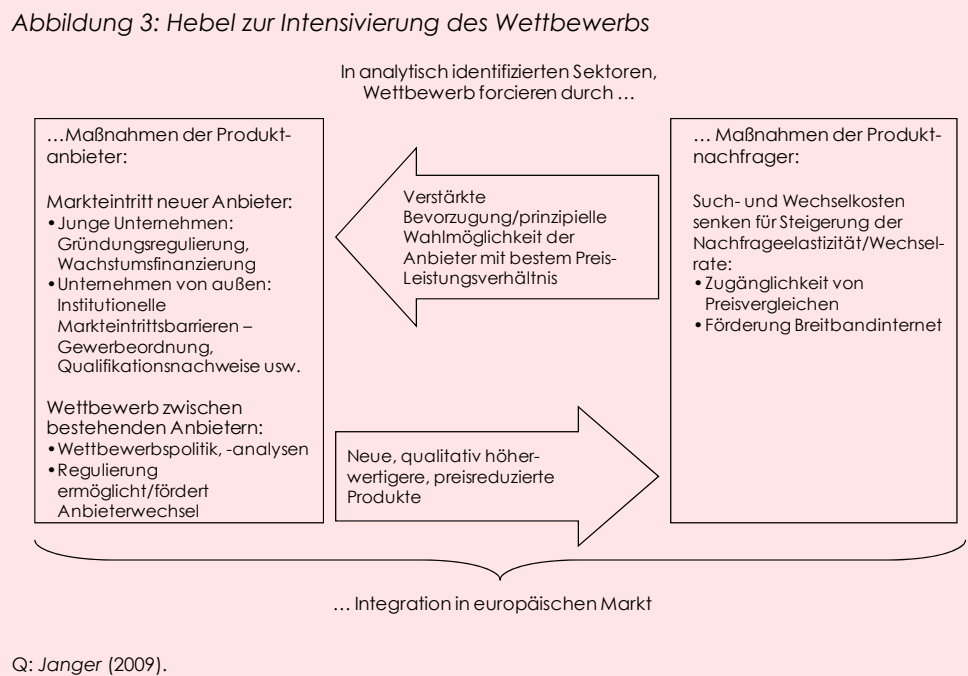 Abbildung 3: Hebel zur Intensivierung des Wettbewerbs
In analytisch identifizierten Sektoren,
Wettbewerb forcieren durch …
…Maßnahmen der Produkt-
anbieter:
Markteintritt neuer Anbieter:
•Junge Unternehmen:
Gründungsregulierung,
Wachstumsfinanzierung
•Unternehmen von außen:
Institutionelle
Markteintrittsbarrieren –
Gewerbeordnung,
Qualifikationsnachweise usw.
Wettbewerb zwischen
bestehenden Anbietern:
•Wettbewerbspolitik, -analysen
•Regulierung
ermöglicht/fördert
Anbieterwechsel
Verstärkte
Bevorzugung/prinzipielle
Wahlmöglichkeit der
Anbieter mit bestem Preis-
Leistungsverhältnis
Neue, qualitativ höher-
wertigere, preisreduzierte
Produkte
… Maßnahmen der Produkt-
nachfrager:
Such- und Wechselkosten
senken für Steigerung der
Nachfrageelastizität/Wechsel-
rate:
•Zugänglichkeit von
Preisvergleichen
•Förderung Breitbandinternet
… Integration in europäischen Markt
Q: Janger (2009).